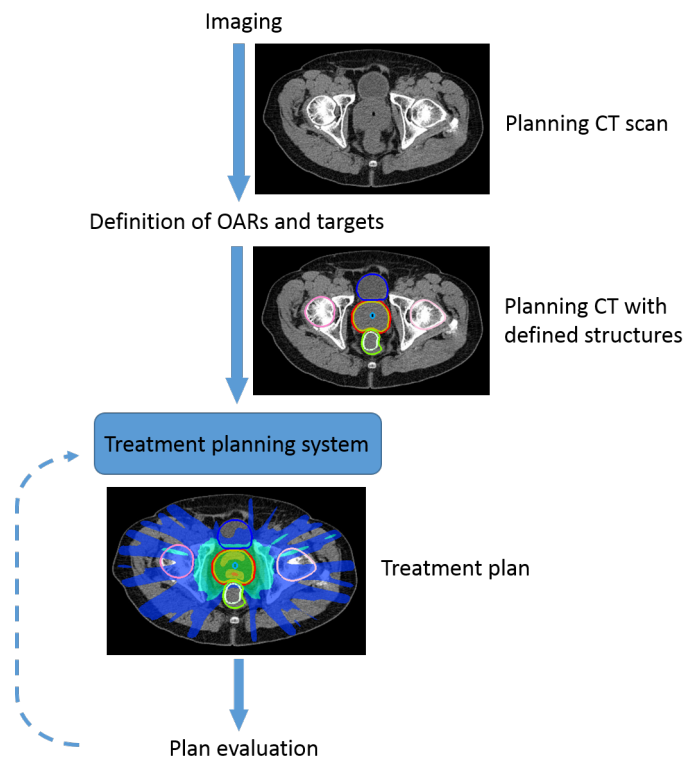 Imaging
Planning CT scan
Definition of OARs and targets
Planning CT with
defined structures
Treatment planning system
Treatment plan
Plan evaluation